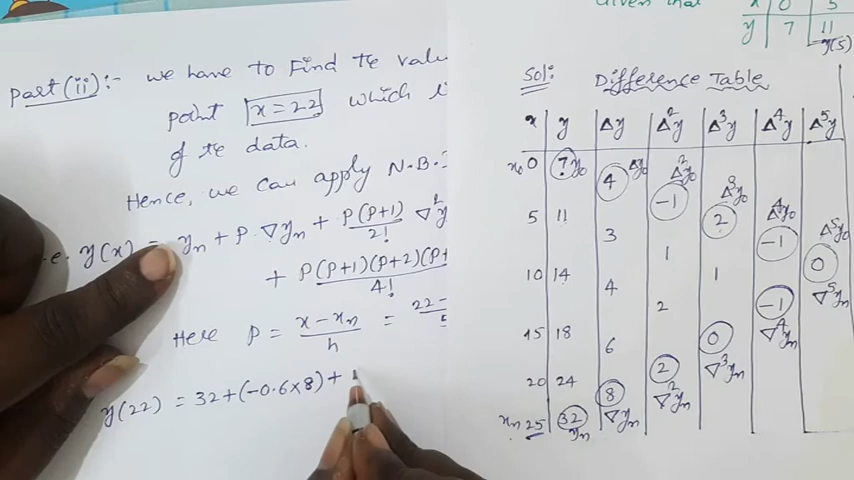 Part (ii) :- we have to Find te valu
point x = 22 which i
of te data.
Hence, we can apply N.B.
i.e. y(x) = yn + P.∇yn + P(P+1)/2! ∇²y
+ P(P+1)(P+2)(P+/4!
Here P = x-xn/h = 22-/5
y(22) = 32+(-0.6×8)+
Given that x 0 5
y 7 11
y(5)
Sol: Difference Table
x y Δy Δ²y Δ³y Δ⁴y Δ⁵y
x₀ 0 7 y₀
4 Δy₀
-1 Δ²y₀
5 11
2 Δ³y₀
3
-1 Δ⁴y₀
1
0 Δ⁵y₀
10 14
1
4
-1 ∇⁵yn
2
15 18
0 ∇⁴yn
6
2 ∇³yn
20 24
8 ∇²yn
xn 25 32 yn ∇yn